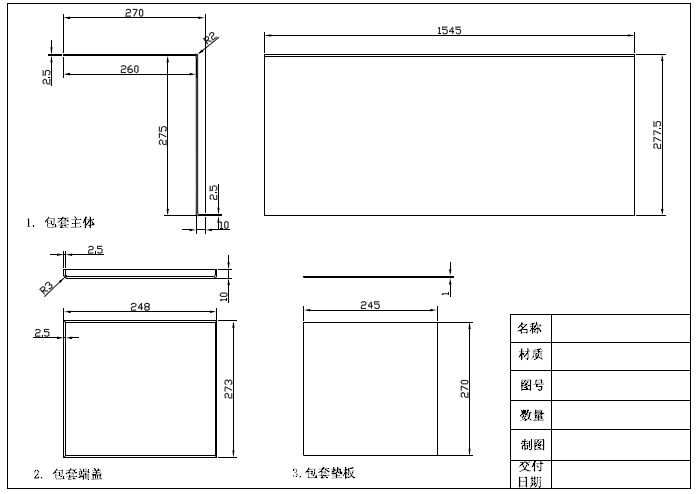 270
R2
2.5
260
275
2.5
10
1545
277.5
1. 包套主体
2.5
R3
10
248
2.5
273
2. 包套端盖
1
245
270
3.包套垫板
名称
材质
图号
数量
制图
交付
日期